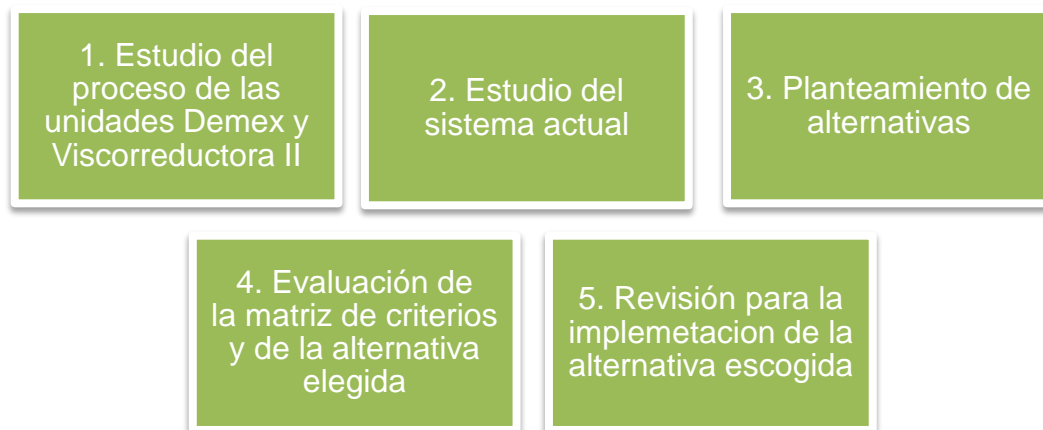 1. Estudio del
proceso de las
unidades Demex y
Viscorreductora II
2. Estudio del
sistema actual
3. Planteamiento de
alternativas
4. Evaluación de
la matriz de criterios
y de la alternativa
elegida
5. Revisión para la
implemetacion de la
alternativa escogida